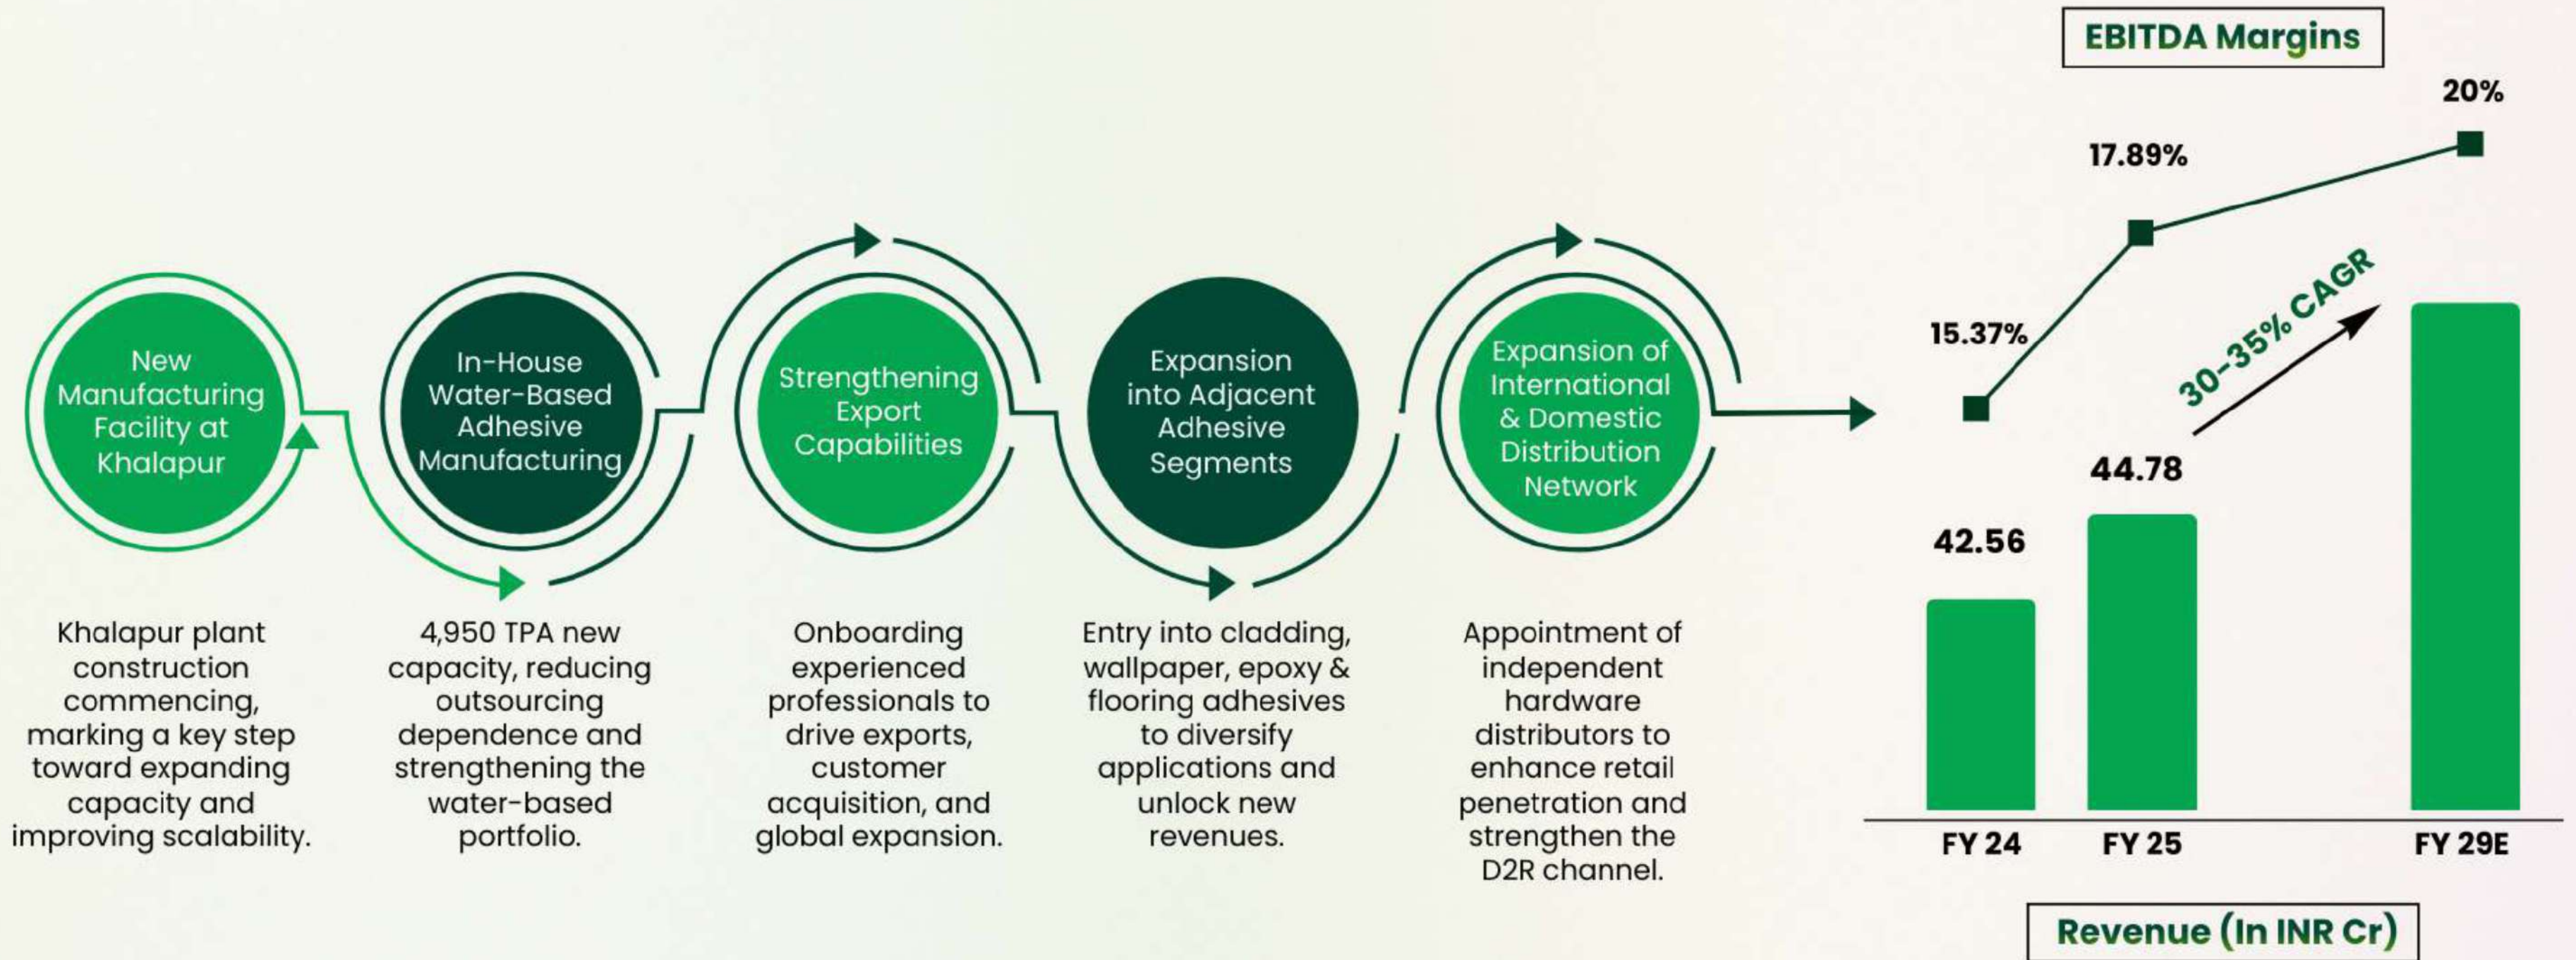 New
Manufacturing
Facility at
Khalapur
Khalapur plant
construction
commencing,
marking a key step
toward expanding
capacity and
improving scalability.
In-House
Water-Based
Adhesive
Manufacturing
4,950 TPA new
capacity, reducing
outsourcing
dependence and
strengthening the
water-based
portfolio.
Strengthening
Export
Capabilities
Onboarding
experienced
professionals to
drive exports,
customer
acquisition, and
global expansion.
Expansion
into Adjacent
Adhesive
Segments
Entry into cladding,
wallpaper, epoxy &
flooring adhesives
to diversify
applications and
unlock new
revenues.
Expansion of
International
& Domestic
Distribution
Network
Appointment of
independent
hardware
distributors to
enhance retail
penetration and
strengthen the
D2R channel.
EBITDA Margins
15.37%
17.89%
20%
30-35% CAGR
42.56
44.78
FY 24
FY 25
FY 29E
Revenue (In INR Cr)